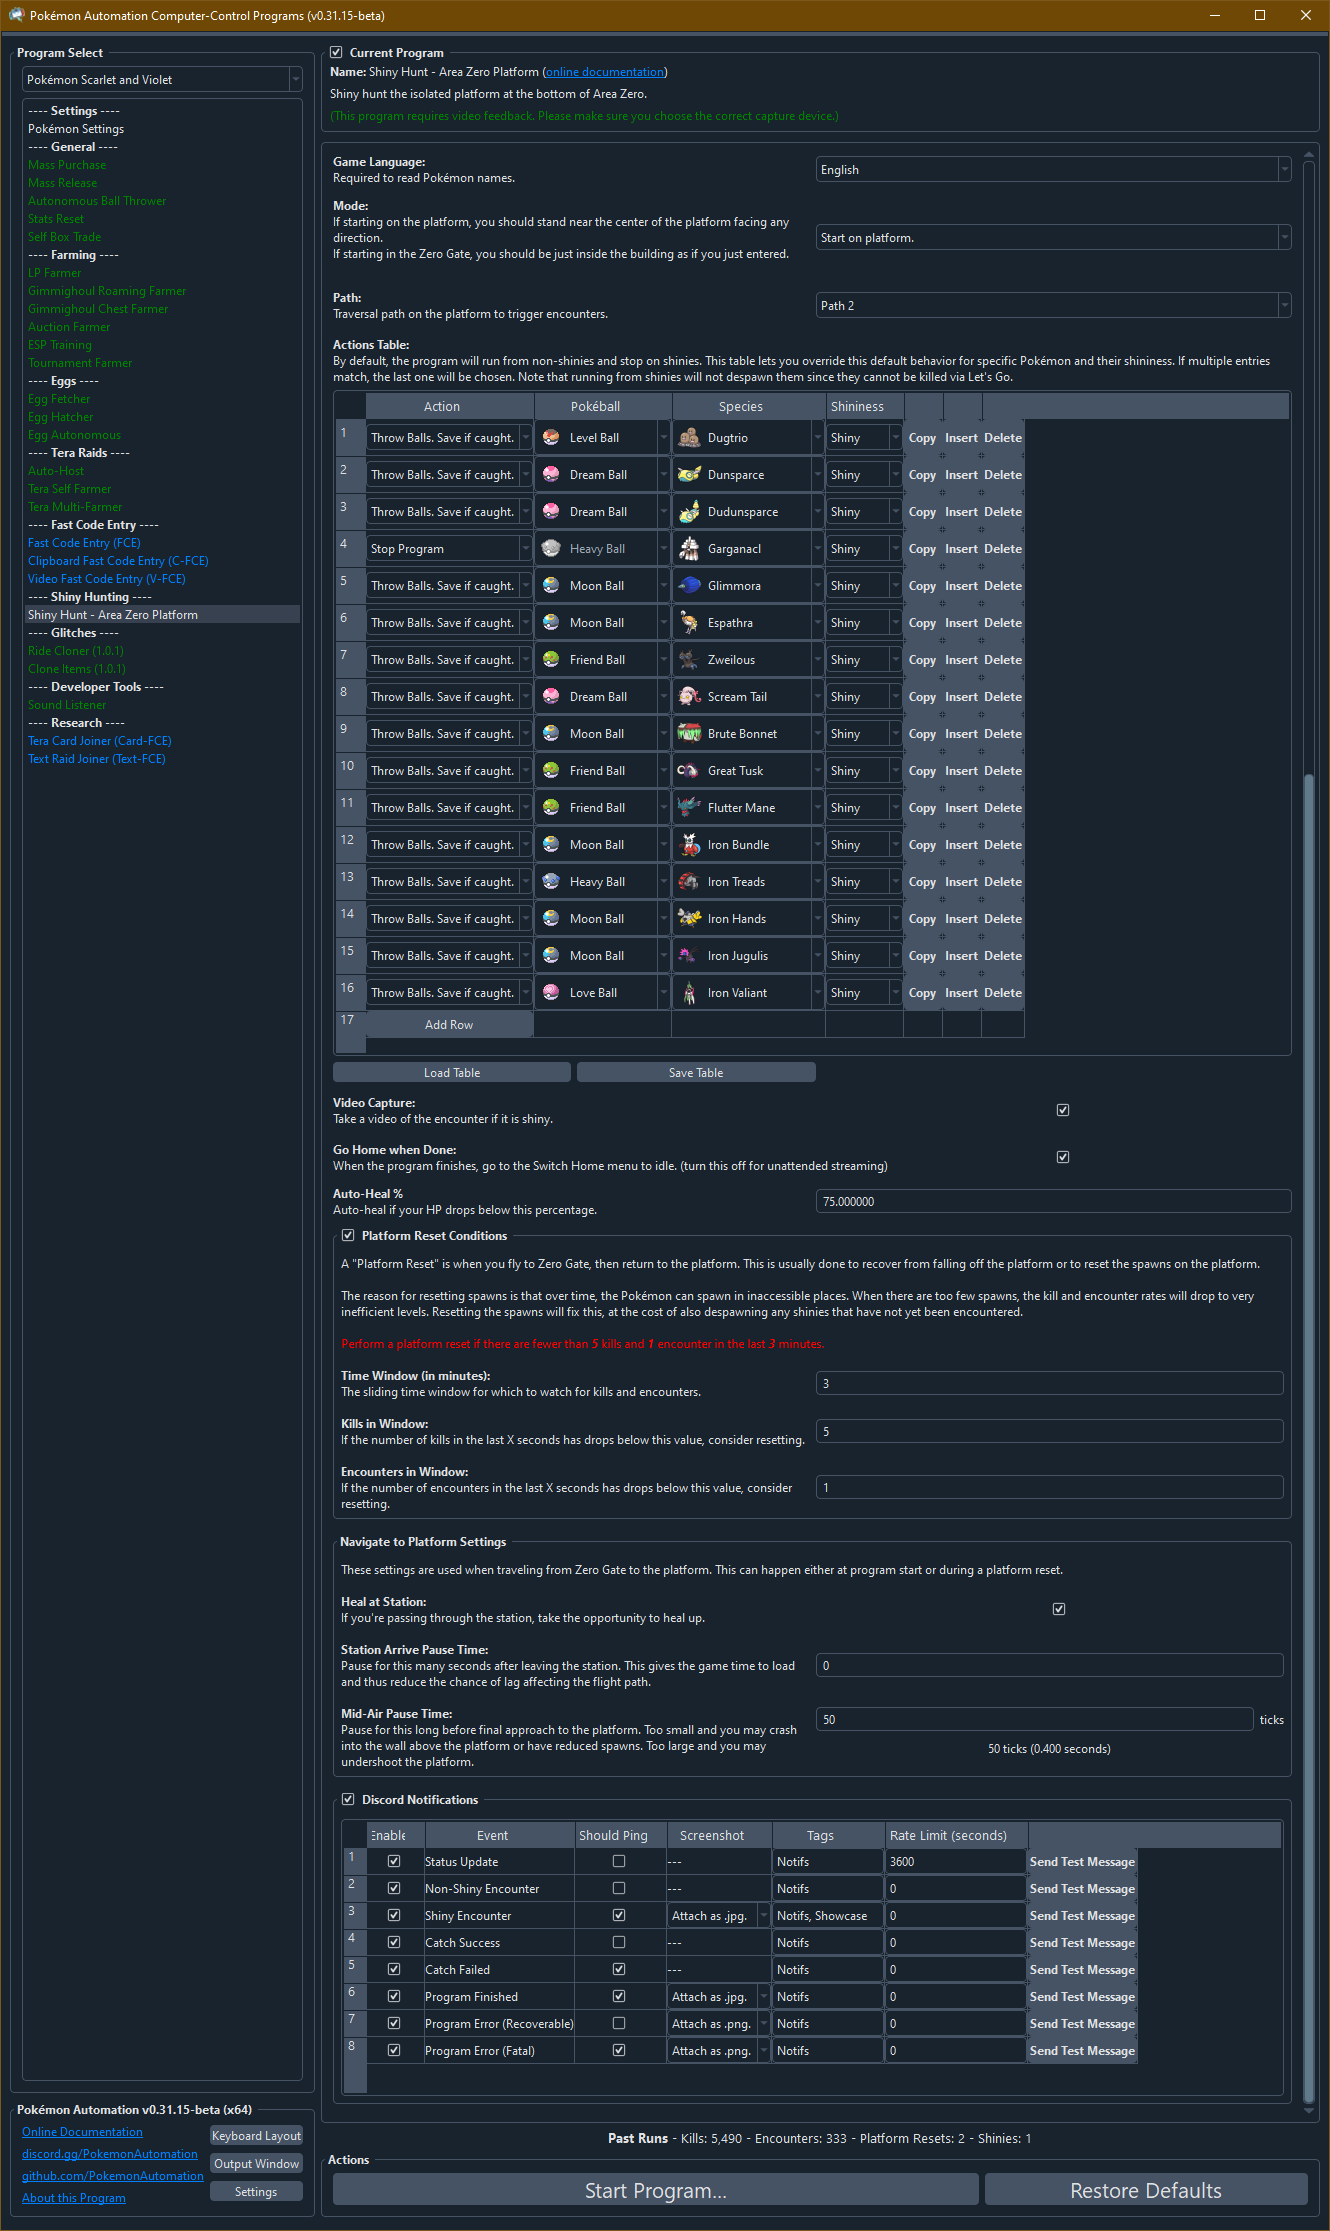 Pokémon Automation Computer-Control Programs (v0.31.15-beta)
Program Select
Pokémon Scarlet and Violet
---- Settings ----
Pokémon Settings
---- General ----
Mass Purchase
Mass Release
Autonomous Ball Thrower
Stats Reset
Self Box Trade
---- Farming ----
LP Farmer
Gimmighoul Roaming Farmer
Gimmighoul Chest Farmer
Auction Farmer
ESP Training
Tournament Farmer
---- Eggs ----
Egg Fetcher
Egg Hatcher
Egg Autonomous
---- Tera Raids ----
Auto-Host
Tera Self Farmer
Tera Multi-Farmer
---- Fast Code Entry ----
Fast Code Entry (FCE)
Clipboard Fast Code Entry (C-FCE)
Video Fast Code Entry (V-FCE)
---- Shiny Hunting ----
Shiny Hunt - Area Zero Platform
---- Glitches ----
Ride Cloner (1.0.1)
Clone Items (1.0.1)
---- Developer Tools ----
Sound Listener
---- Research ----
Tera Card Joiner (Card-FCE)
Text Raid Joiner (Text-FCE)
Pokémon Automation v0.31.15-beta (x64)
Online Documentation
discord.gg/PokemonAutomation
github.com/PokemonAutomation
About this Program
Keyboard Layout
Output Window
Settings
Current Program
Name: Shiny Hunt - Area Zero Platform (online documentation)
Shiny hunt the isolated platform at the bottom of Area Zero.
(This program requires video feedback. Please make sure you choose the correct capture device.)
Game Language:
Required to read Pokémon names.
English
Mode:
If starting on the platform, you should stand near the center of the platform facing any
direction.
If starting in the Zero Gate, you should be just inside the building as if you just entered.
Start on platform.
Path:
Traversal path on the platform to trigger encounters.
Path 2
Actions Table:
By default, the program will run from non-shinies and stop on shinies. This table lets you override this default behavior for specific Pokémon and their shininess. If multiple entries
match, the last one will be chosen. Note that running from shinies will not despawn them since they cannot be killed via Let's Go.
Action Pokéball Species Shininess
1 Throw Balls. Save if caught. Level Ball Dugtrio Shiny Copy Insert Delete
2 Throw Balls. Save if caught. Dream Ball Dunsparce Shiny Copy Insert Delete
3 Throw Balls. Save if caught. Dream Ball Dudunsparce Shiny Copy Insert Delete
4 Stop Program Heavy Ball Garganacl Shiny Copy Insert Delete
5 Throw Balls. Save if caught. Moon Ball Glimmora Shiny Copy Insert Delete
6 Throw Balls. Save if caught. Moon Ball Espathra Shiny Copy Insert Delete
7 Throw Balls. Save if caught. Friend Ball Zweilous Shiny Copy Insert Delete
8 Throw Balls. Save if caught. Dream Ball Scream Tail Shiny Copy Insert Delete
9 Throw Balls. Save if caught. Moon Ball Brute Bonnet Shiny Copy Insert Delete
10 Throw Balls. Save if caught. Friend Ball Great Tusk Shiny Copy Insert Delete
11 Throw Balls. Save if caught. Friend Ball Flutter Mane Shiny Copy Insert Delete
12 Throw Balls. Save if caught. Moon Ball Iron Bundle Shiny Copy Insert Delete
13 Throw Balls. Save if caught. Heavy Ball Iron Treads Shiny Copy Insert Delete
14 Throw Balls. Save if caught. Moon Ball Iron Hands Shiny Copy Insert Delete
15 Throw Balls. Save if caught. Moon Ball Iron Jugulis Shiny Copy Insert Delete
16 Throw Balls. Save if caught. Love Ball Iron Valiant Shiny Copy Insert Delete
17 Add Row
Load Table Save Table
Video Capture:
Take a video of the encounter if it is shiny.
Go Home when Done:
When the program finishes, go to the Switch Home menu to idle. (turn this off for unattended streaming)
Auto-Heal %
Auto-heal if your HP drops below this percentage.
75.000000
Platform Reset Conditions
A "Platform Reset" is when you fly to Zero Gate, then return to the platform. This is usually done to recover from falling off the platform or to reset the spawns on the platform.
The reason for resetting spawns is that over time, the Pokémon can spawn in inaccessible places. When there are too few spawns, the kill and encounter rates will drop to very
inefficient levels. Resetting the spawns will fix this, at the cost of also despawning any shinies that have not yet been encountered.
Perform a platform reset if there are fewer than 5 kills and 1 encounter in the last 3 minutes.
Time Window (in minutes):
The sliding time window for which to watch for kills and encounters.
3
Kills in Window:
If the number of kills in the last X seconds has drops below this value, consider resetting.
5
Encounters in Window:
If the number of encounters in the last X seconds has drops below this value, consider
resetting.
1
Navigate to Platform Settings
These settings are used when traveling from Zero Gate to the platform. This can happen either at program start or during a platform reset.
Heal at Station:
If you're passing through the station, take the opportunity to heal up.
Station Arrive Pause Time:
Pause for this many seconds after leaving the station. This gives the game time to load
and thus reduce the chance of lag affecting the flight path.
0
Mid-Air Pause Time:
Pause for this long before final approach to the platform. Too small and you may crash
into the wall above the platform or have reduced spawns. Too large and you may
undershoot the platform.
50 ticks
50 ticks (0.400 seconds)
Discord Notifications
Enable Event Should Ping Screenshot Tags Rate Limit (seconds)
1 Status Update --- Notifs 3600 Send Test Message
2 Non-Shiny Encounter --- Notifs 0 Send Test Message
3 Shiny Encounter Attach as .jpg. Notifs, Showcase 0 Send Test Message
4 Catch Success --- Notifs 0 Send Test Message
5 Catch Failed --- Notifs 0 Send Test Message
6 Program Finished Attach as .jpg. Notifs 0 Send Test Message
7 Program Error (Recoverable) Attach as .png. Notifs 0 Send Test Message
8 Program Error (Fatal) Attach as .png. Notifs 0 Send Test Message
Past Runs - Kills: 5,490 - Encounters: 333 - Platform Resets: 2 - Shinies: 1
Actions
Start Program...
Restore Defaults